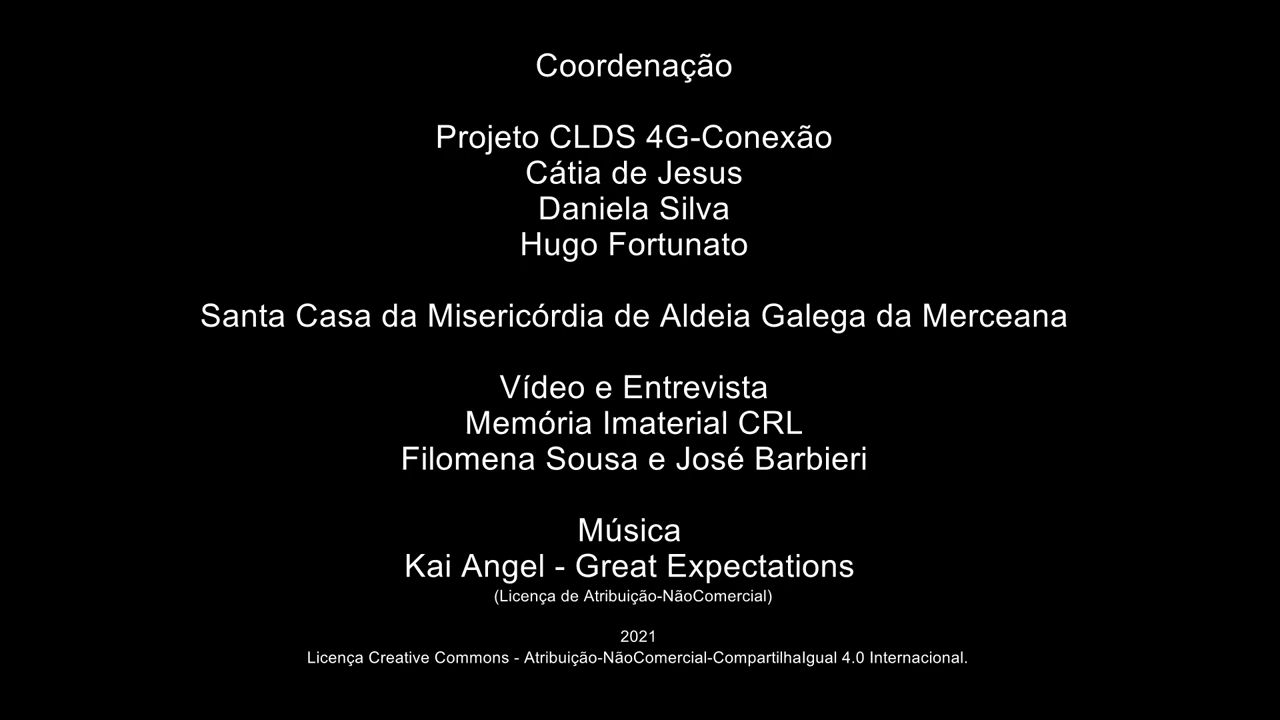 Coordenação
Projeto CLDS 4G-Conexão
Cátia de Jesus
Daniela Silva
Hugo Fortunato
Santa Casa da Misericórdia de Aldeia Galega da Merceana
Vídeo e Entrevista
Memória Imaterial CRL
Filomena Sousa e José Barbieri
Música
Kai Angel - Great Expectations
(Licença de Atribuição-NãoComercial)
2021
Licença Creative Commons - Atribuição-NãoComercial-CompartilhaIgual 4.0 Internacional.